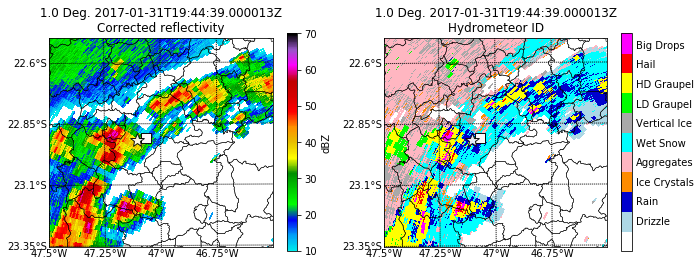 1.0 Deg. 2017-01-31T19:44:39.000013Z
Corrected reflectivity
22.6°S
22.85°S
23.1°S
23.35°S
47.5°W 47.25°W 47°W 46.75°W
70
60
50
40
30
20
10
dBZ
1.0 Deg. 2017-01-31T19:44:39.000013Z
Hydrometeor ID
22.6°S
22.85°S
23.1°S
23.35°S
47.5°W 47.25°W 47°W 46.75°W
Big Drops
Hail
HD Graupel
LD Graupel
Vertical Ice
Wet Snow
Aggregates
Ice Crystals
Rain
Drizzle